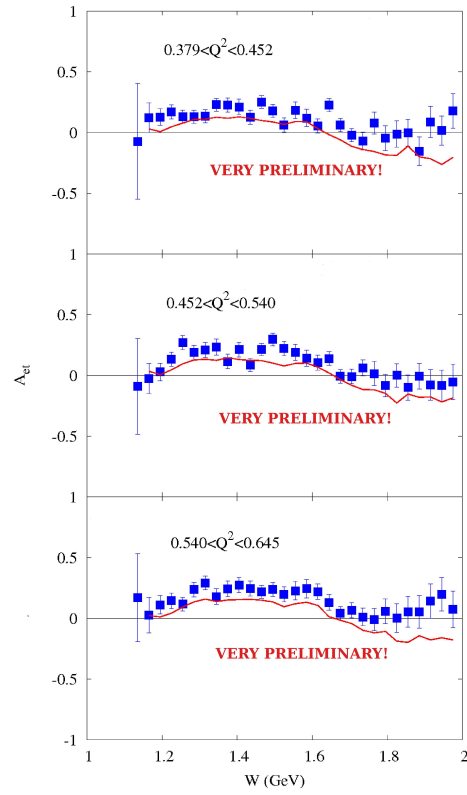 1
0.379<Q²<0.452
0.5
0
VERY PRELIMINARY!
-0.5
1
0.452<Q²<0.540
0.5
0
A_et
VERY PRELIMINARY!
-0.5
1
0.540<Q²<0.645
0.5
0
VERY PRELIMINARY!
-0.5
-1
1 1.2 1.4 1.6 1.8 2
W (GeV)